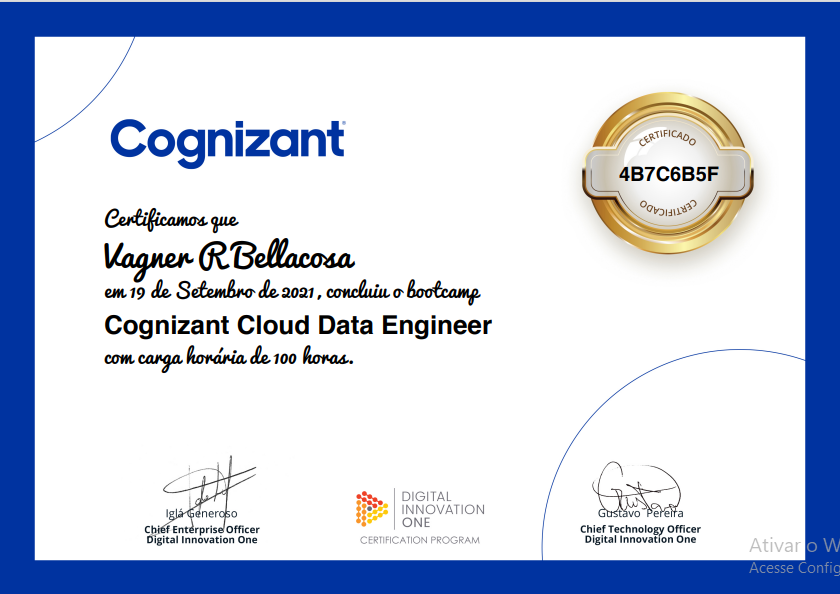 Cognizant
CERTIFICADO
4B7C6B5F
CERTIFICADO
Certificamos que
Vagner R Bellacosa
em 19 de Setembro de 2021, concluiu o bootcamp
Cognizant Cloud Data Engineer
com carga horária de 100 horas.
Iglá Generoso
Chief Enterprise Officer
Digital Innovation One
DIGITAL
INNOVATION
ONE
CERTIFICATION PROGRAM
Gustavo Pereira
Chief Technology Officer
Digital Innovation One
Ativar o W
Acesse Config